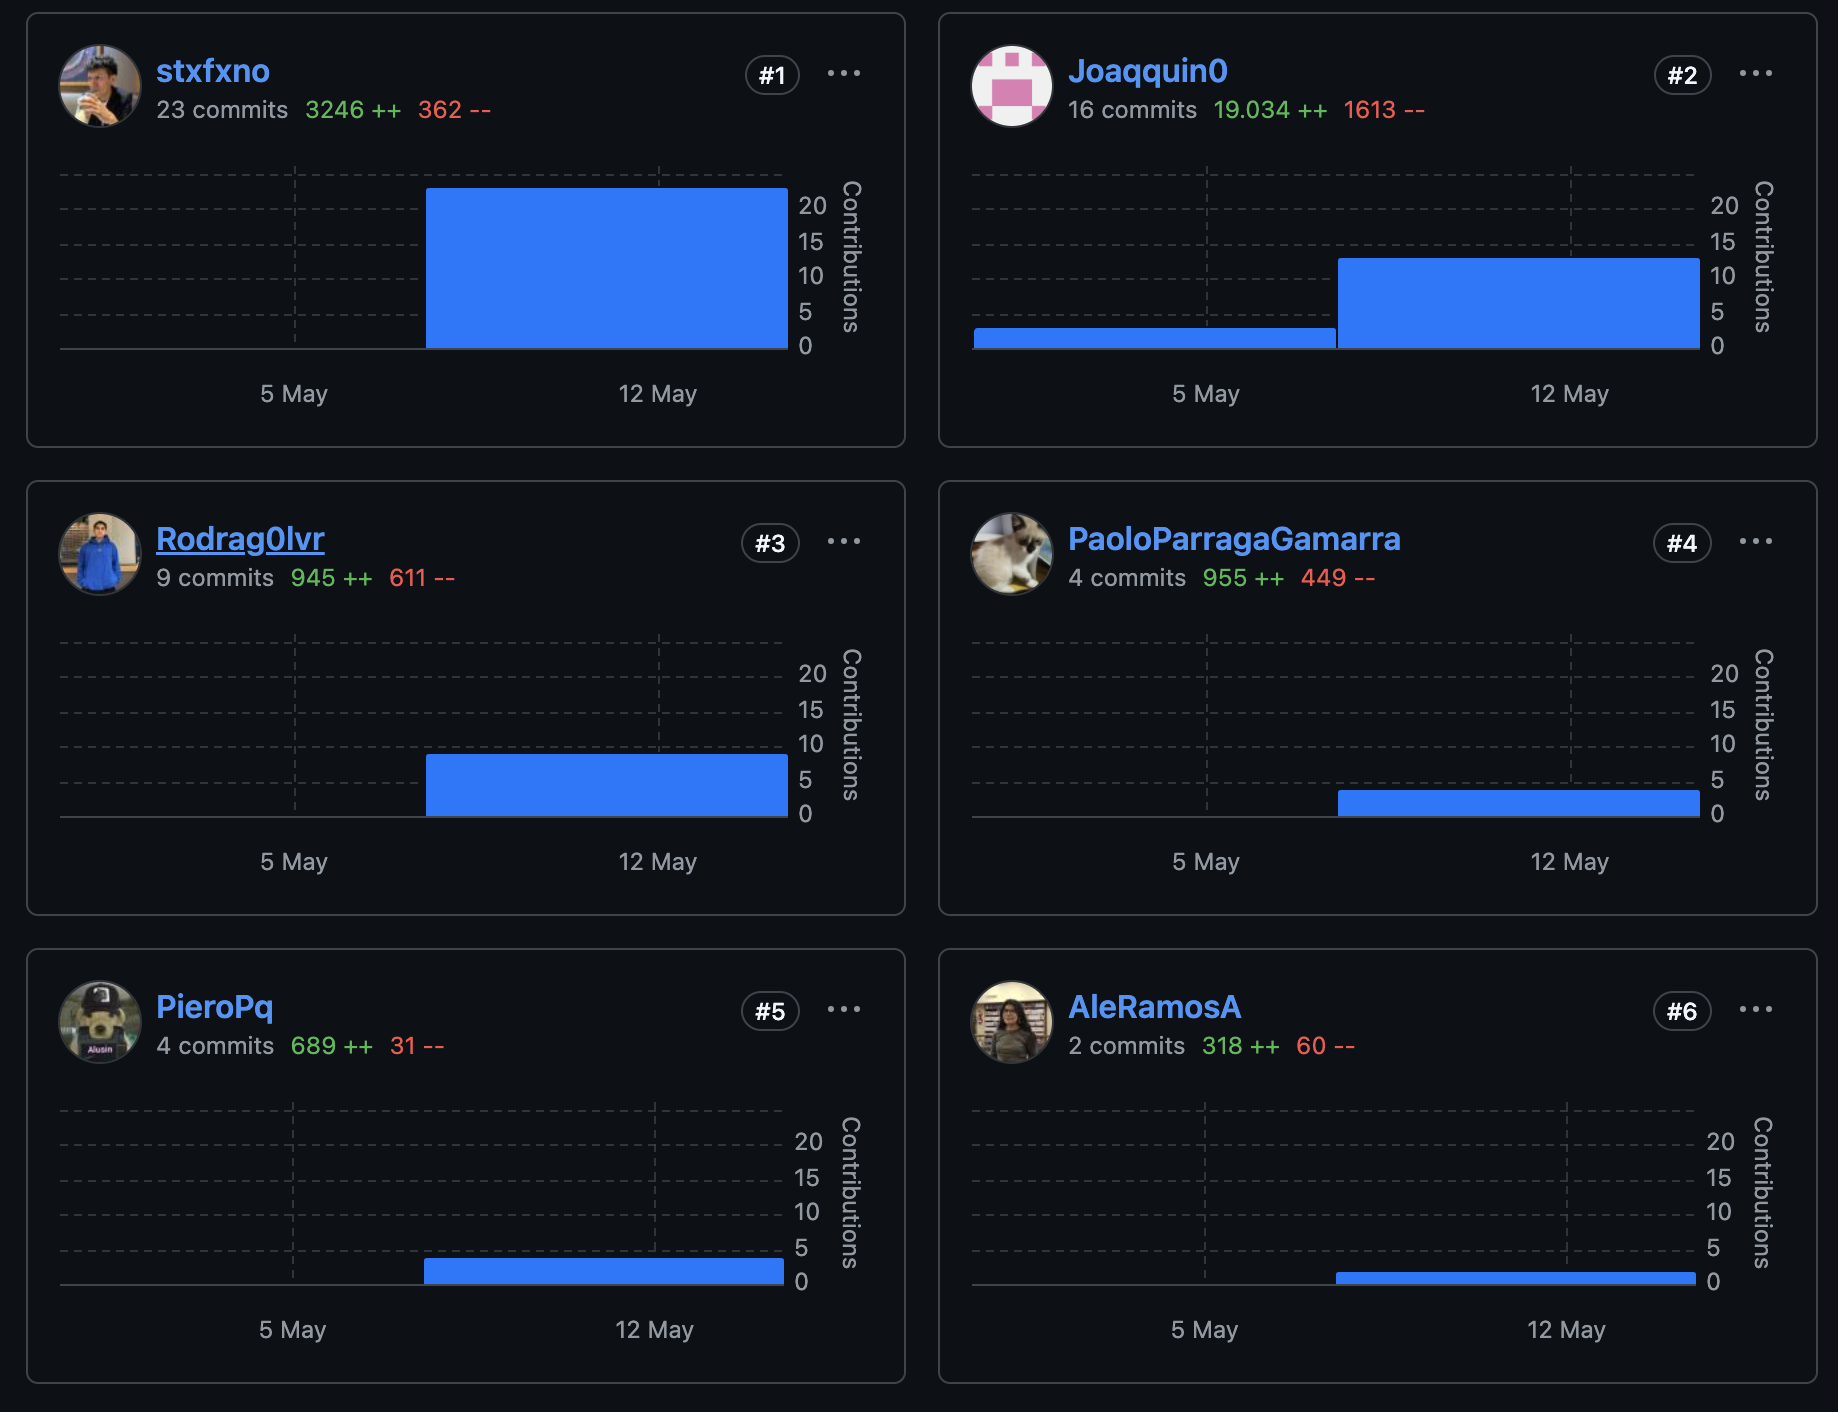 stxfxno
#1
23 commits 3246 ++ 362 --
20
15
10
5
0
Contributions
5 May 12 May
Joaqquin0
#2
16 commits 19.034 ++ 1613 --
20
15
10
5
0
Contributions
5 May 12 May
Rodrag0lvr
#3
9 commits 945 ++ 611 --
20
15
10
5
0
Contributions
5 May 12 May
PaoloParragaGamarra
#4
4 commits 955 ++ 449 --
20
15
10
5
0
Contributions
5 May 12 May
Alusin
PieroPq
#5
4 commits 689 ++ 31 --
20
15
10
5
0
Contributions
5 May 12 May
AleRamosA
#6
2 commits 318 ++ 60 --
20
15
10
5
0
Contributions
5 May 12 May